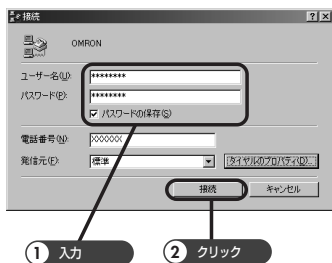 接続
OMRON
ユーザー名(U): ********
パスワード(P): ********
パスワードの保存(S)
電話番号(N): XXXXXX
発信元(F): 標準 ダイヤルのプロパティ(D)...
接続 キャンセル
1 入力 2 クリック